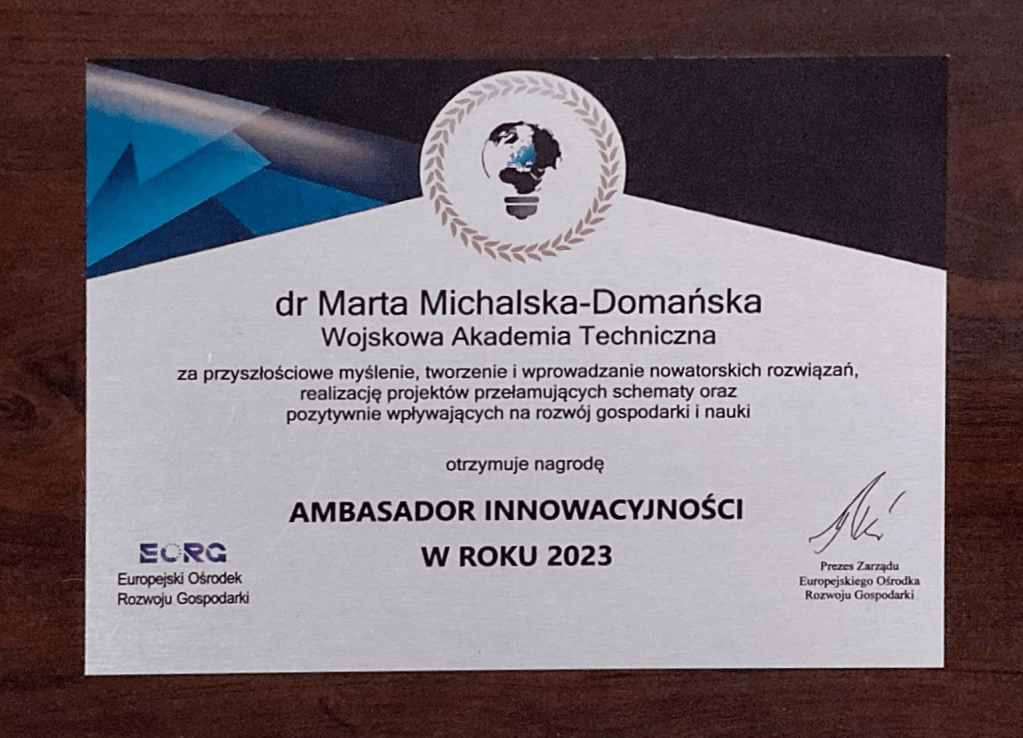 dr Marta Michalska-Domańska
Wojskowa Akademia Techniczna
za przyszłościowe myślenie, tworzenie i wprowadzanie nowatorskich rozwiązań,
realizację projektów przełamujących schematy oraz
pozytywnie wpływających na rozwój gospodarki i nauki
otrzymuje nagrodę
AMBASADOR INNOWACYJNOŚCI
W ROKU 2023
EORG
Europejski Ośrodek
Rozwoju Gospodarki
Prezes Zarządu
Europejskiego Ośrodka
Rozwoju Gospodarki